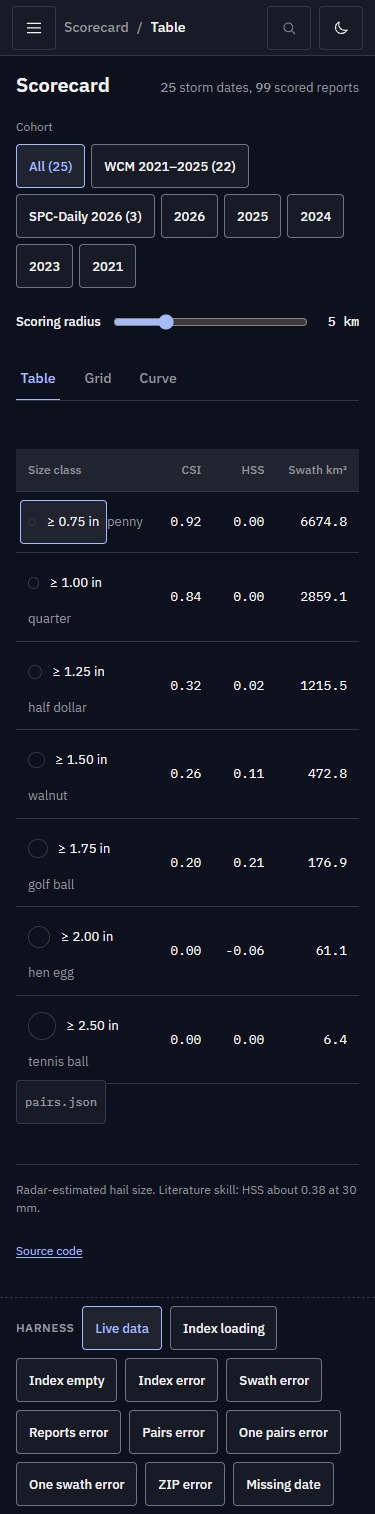 Scorecard / Table
Scorecard
25 storm dates, 99 scored reports
Cohort
All (25)
WCM 2021–2025 (22)
SPC-Daily 2026 (3)
2026
2025
2024
2023
2021
Scoring radius
5 km
Table
Grid
Curve
Size class CSI HSS Swath km²
≥ 0.75 in penny 0.92 0.00 6674.8
≥ 1.00 in
quarter
0.84 0.00 2859.1
≥ 1.25 in
half dollar
0.32 0.02 1215.5
≥ 1.50 in
walnut
0.26 0.11 472.8
≥ 1.75 in
golf ball
0.20 0.21 176.9
≥ 2.00 in
hen egg
0.00 -0.06 61.1
≥ 2.50 in
tennis ball
0.00 0.00 6.4
pairs.json
Radar-estimated hail size. Literature skill: HSS about 0.38 at 30
mm.
Source code
HARNESS
Live data
Index loading
Index empty
Index error
Swath error
Reports error
Pairs error
One pairs error
One swath error
ZIP error
Missing date